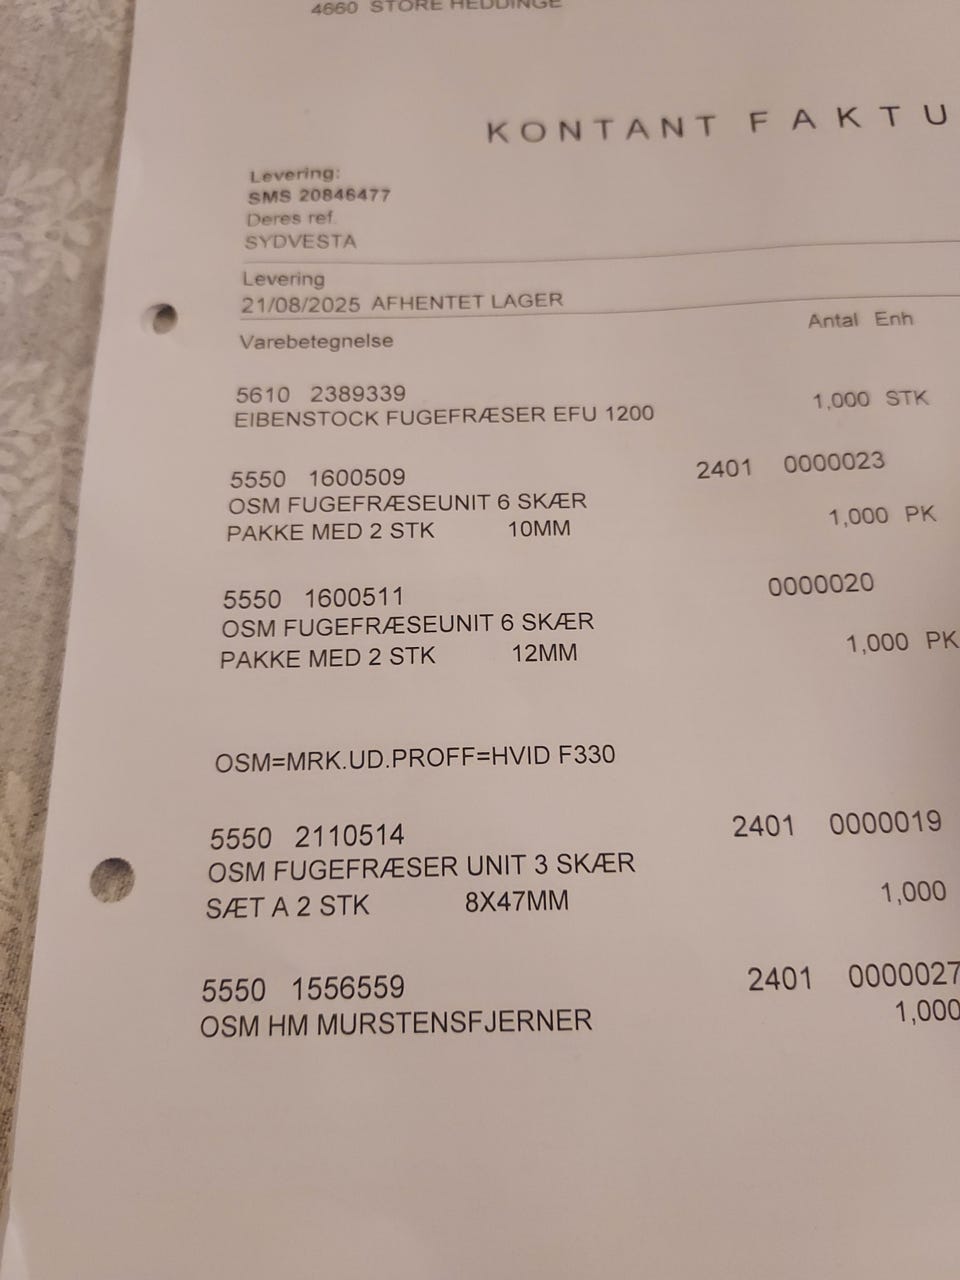 4660 STORE HEDDINGE
KONTANT FAKTU
Levering:
SMS 20846477
Deres ref.
SYDVESTA
Levering
21/08/2025 AFHENTET LAGER
Varebetegnelse Antal Enh
5610 2389339
EIBENSTOCK FUGEFRÆSER EFU 1200 1,000 STK
5550 1600509 2401 0000023
OSM FUGEFRÆSEUNIT 6 SKÆR
PAKKE MED 2 STK 10MM 1,000 PK
5550 1600511 0000020
OSM FUGEFRÆSEUNIT 6 SKÆR
PAKKE MED 2 STK 12MM 1,000 PK
OSM=MRK.UD.PROFF=HVID F330
5550 2110514 2401 0000019
OSM FUGEFRÆSER UNIT 3 SKÆR
SÆT A 2 STK 8X47MM 1,000
5550 1556559 2401 0000027
OSM HM MURSTENSFJERNER 1,000